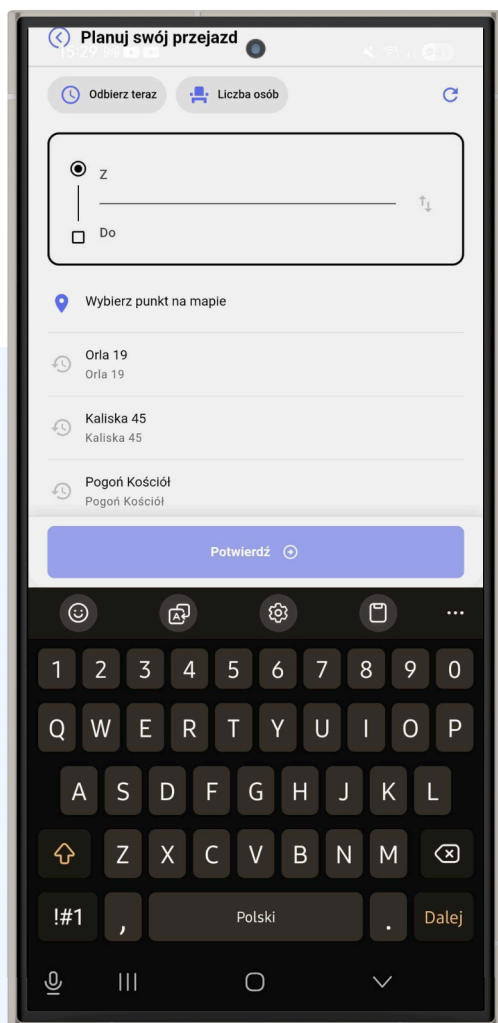 Planuj swój przejazd
15:29
Odbierz teraz
Liczba osób
Z
Do
Wybierz punkt na mapie
Orla 19
Orla 19
Kaliska 45
Kaliska 45
Pogoń Kościół
Pogoń Kościół
Potwierdź
1 2 3 4 5 6 7 8 9 0
Q W E R T Y U I O P
A S D F G H J K L
Z X C V B N M
!#1 , Polski . Dalej